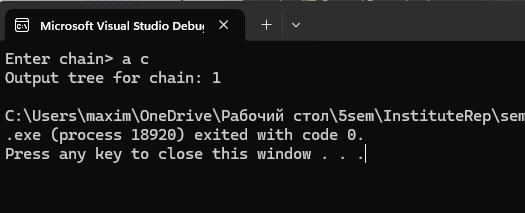 Microsoft Visual Studio Debu
Enter chain> a c
Output tree for chain: 1
C:\Users\maxim\OneDrive\Рабочий стол\5sem\InstituteRep\sem
.exe (process 18920) exited with code 0.
Press any key to close this window . . .